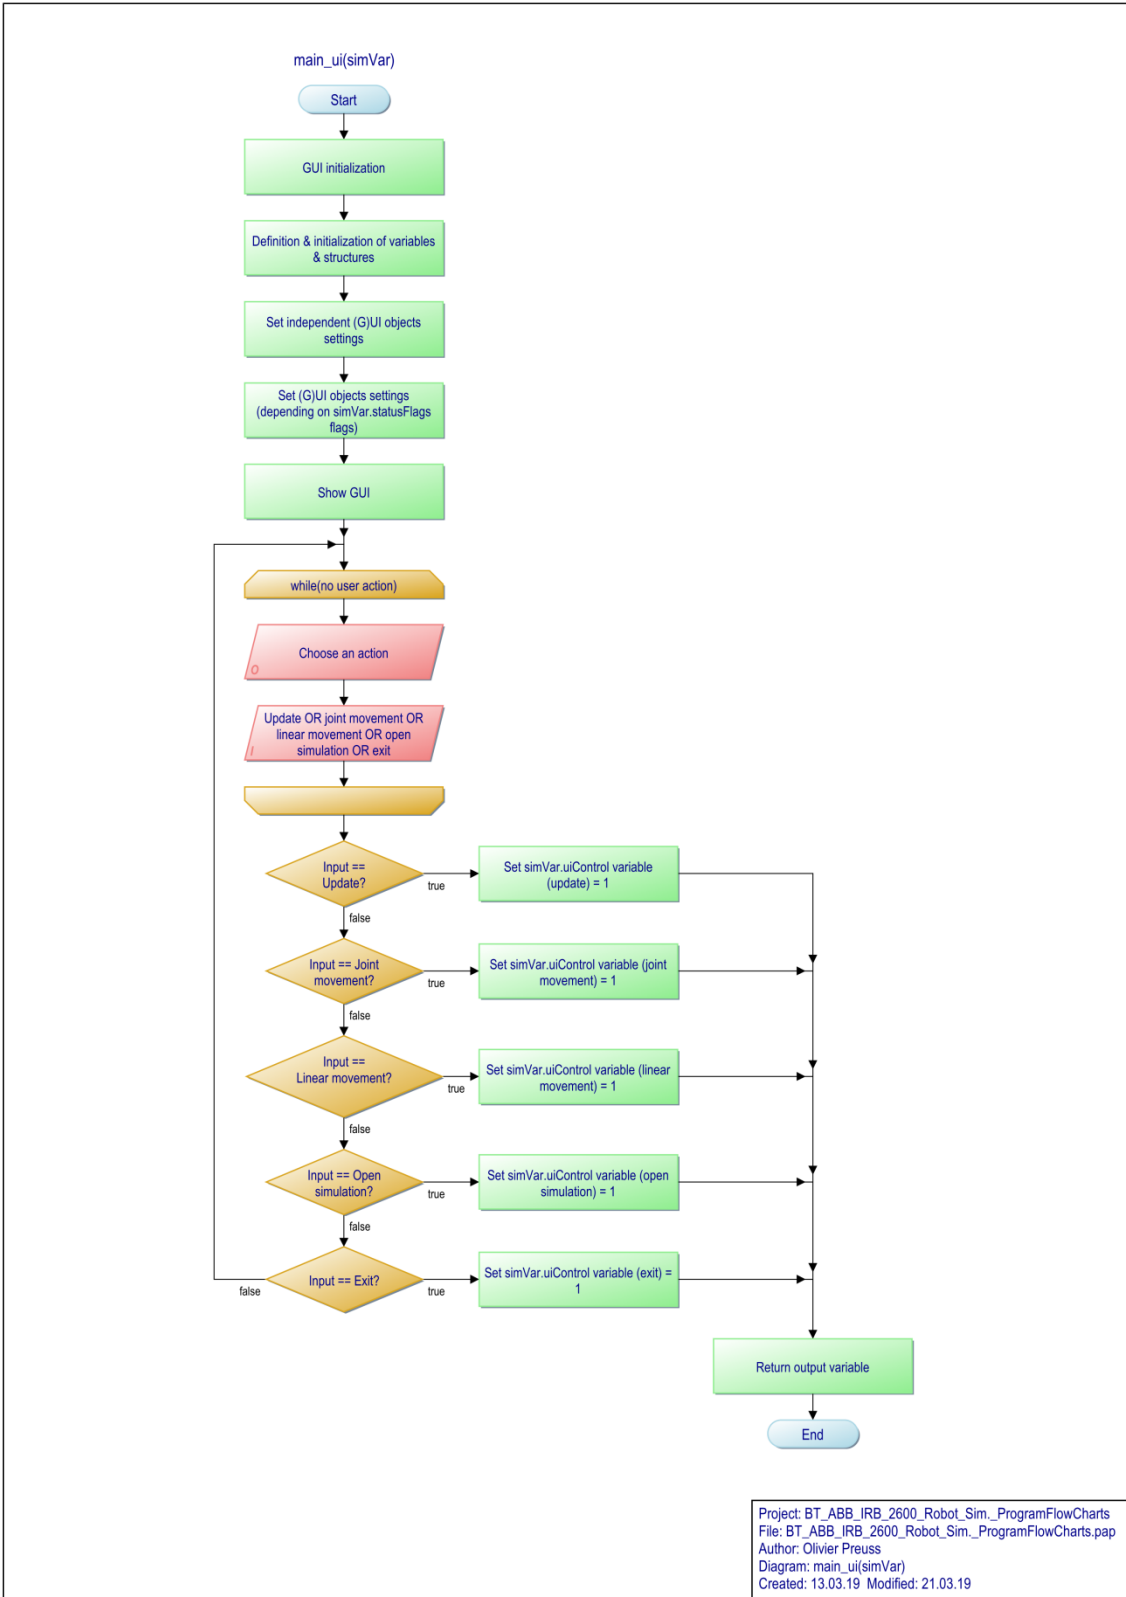 main_ui(simVar)
Start
GUI initialization
Definition & initialization of variables
& structures
Set independent (G)UI objects
settings
Set (G)UI objects settings
(depending on simVar.statusFlags
flags)
Show GUI
while(no user action)
Choose an action
O
Update OR joint movement OR
linear movement OR open
simulation OR exit
I
Input ==
Update?
true
Set simVar.uiControl variable
(update) = 1
false
Input == Joint
movement?
true
Set simVar.uiControl variable (joint
movement) = 1
false
Input ==
Linear movement?
true
Set simVar.uiControl variable (linear
movement) = 1
false
Input == Open
simulation?
true
Set simVar.uiControl variable (open
simulation) = 1
false
Input == Exit?
false
true
Set simVar.uiControl variable (exit) =
1
Return output variable
End
Project: BT_ABB_IRB_2600_Robot_Sim._ProgramFlowCharts
File: BT_ABB_IRB_2600_Robot_Sim._ProgramFlowCharts.pap
Author: Olivier Preuss
Diagram: main_ui(simVar)
Created: 13.03.19 Modified: 21.03.19